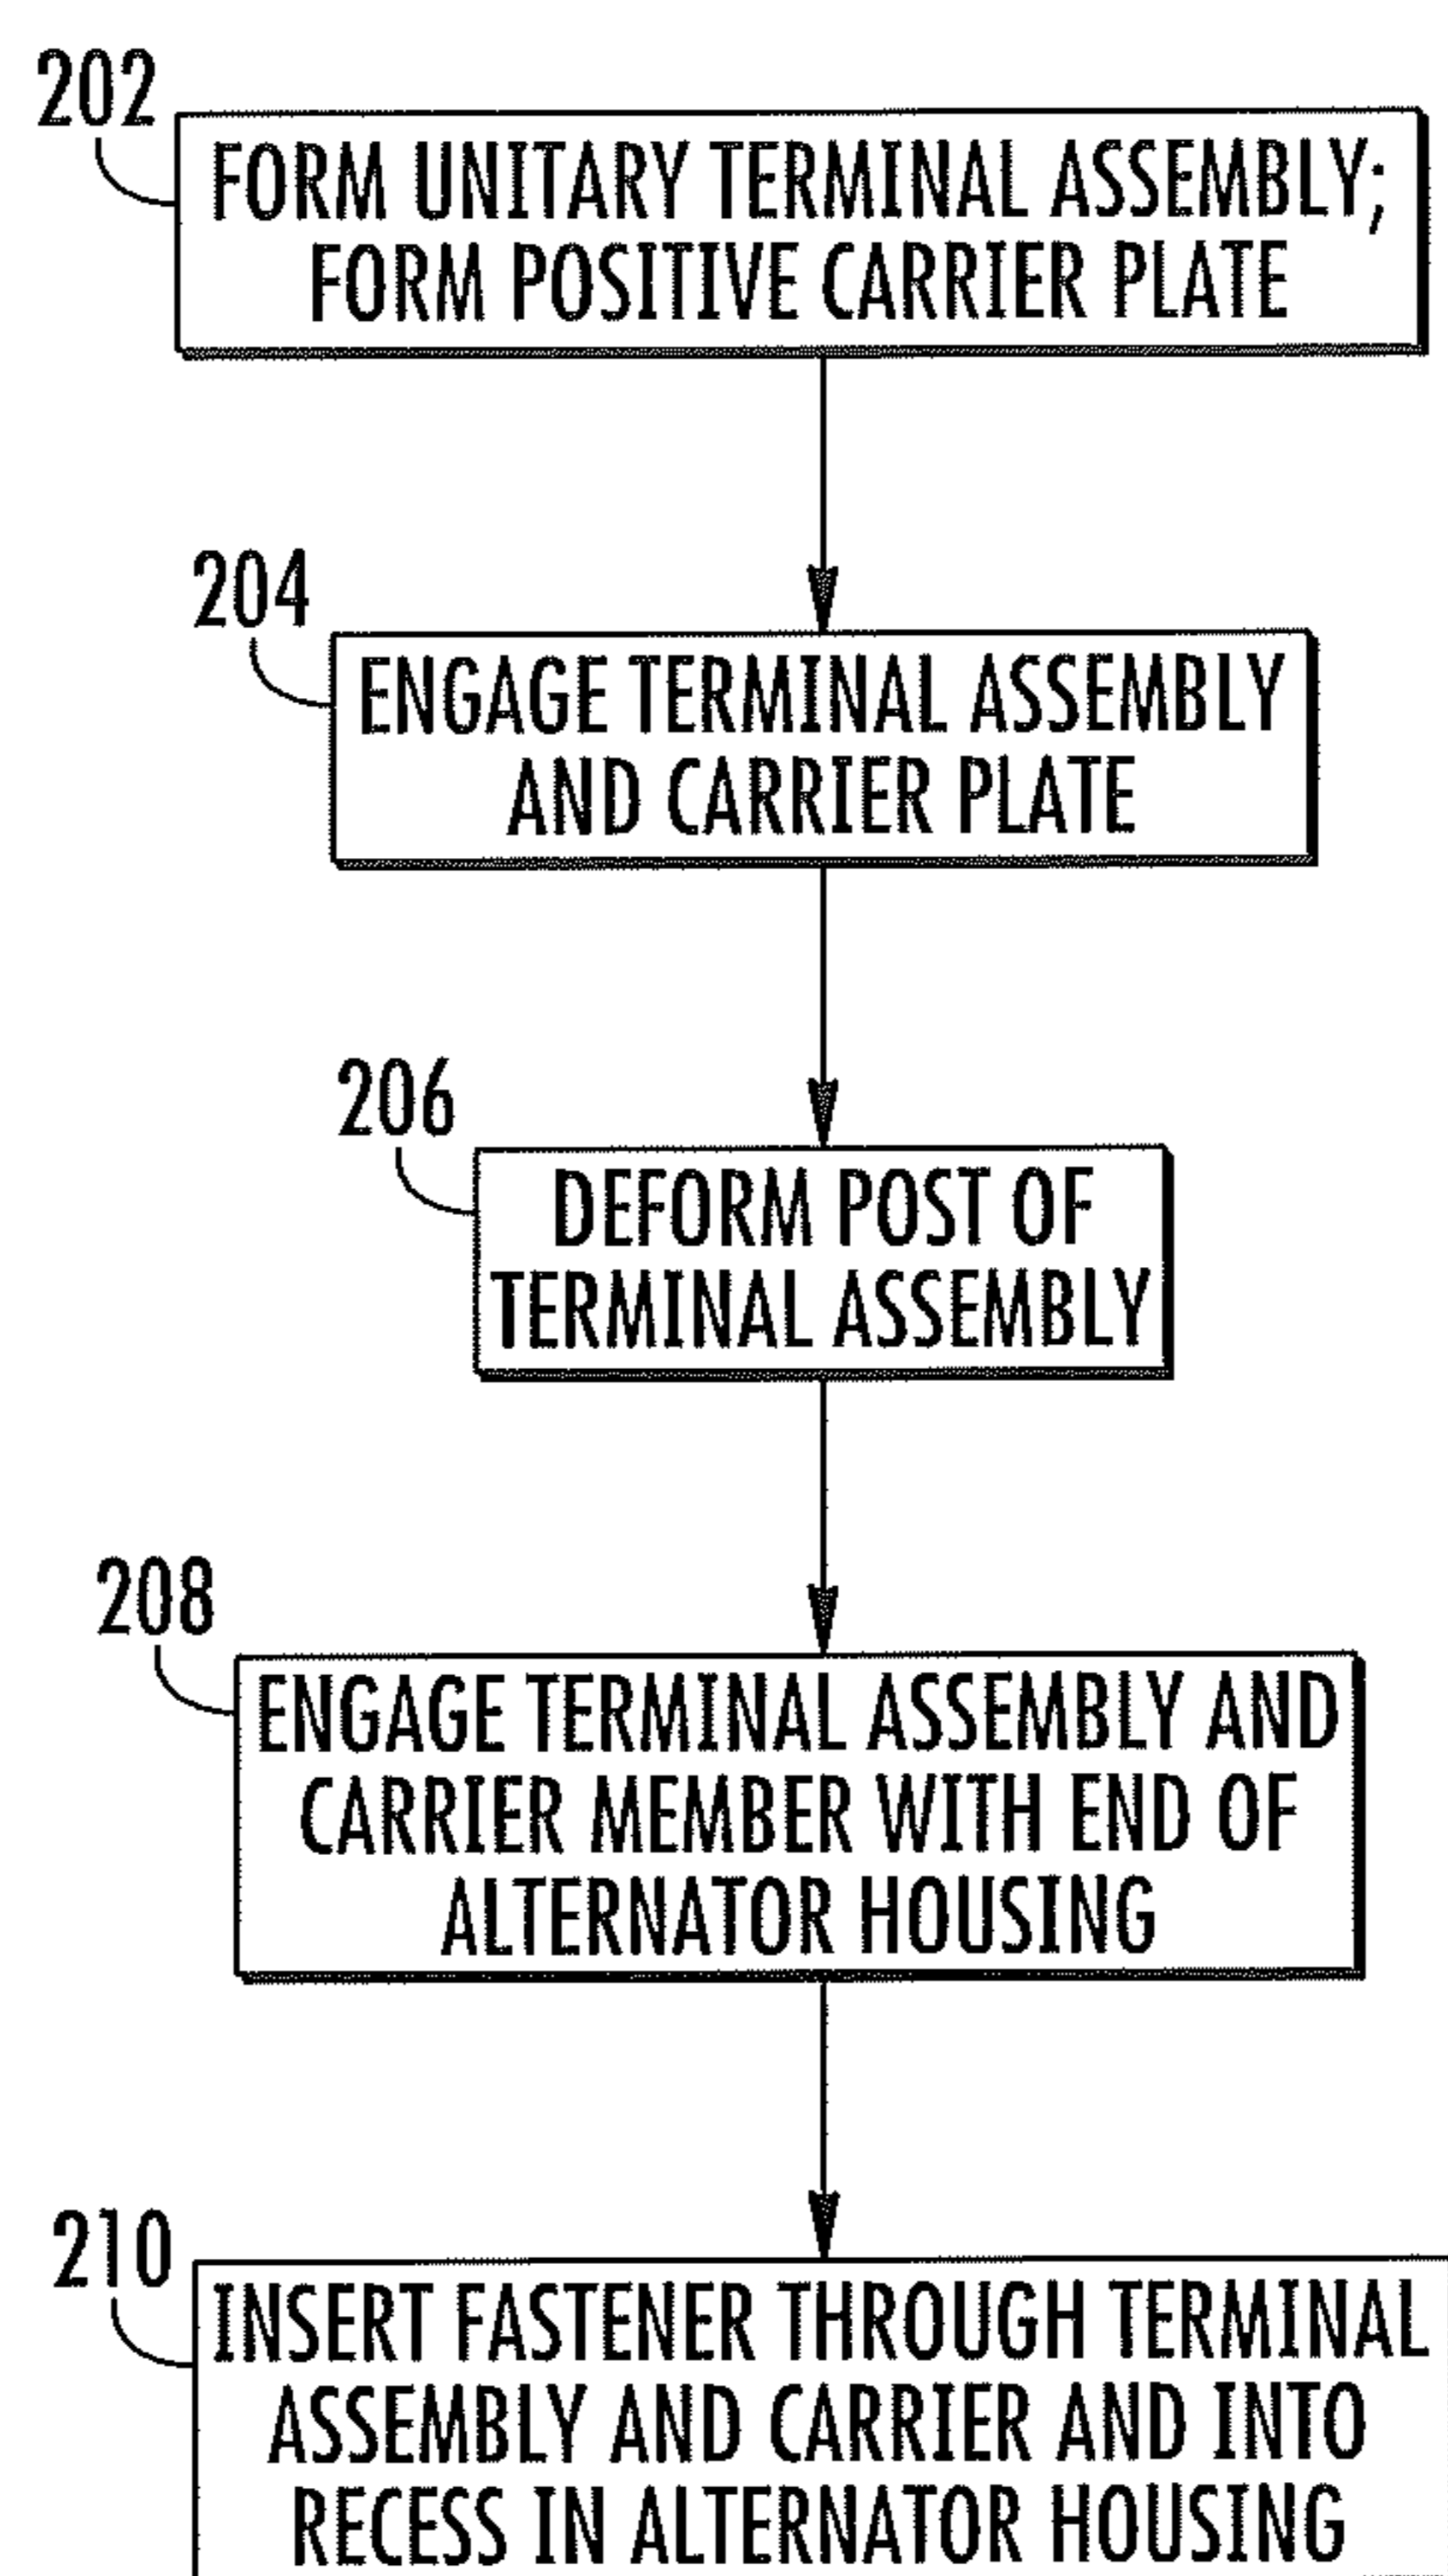 202
FORM UNITARY TERMINAL ASSEMBLY;
FORM POSITIVE CARRIER PLATE
204
ENGAGE TERMINAL ASSEMBLY
AND CARRIER PLATE
206
DEFORM POST OF
TERMINAL ASSEMBLY
208
ENGAGE TERMINAL ASSEMBLY AND
CARRIER MEMBER WITH END OF
ALTERNATOR HOUSING
210
INSERT FASTENER THROUGH TERMINAL
ASSEMBLY AND CARRIER AND INTO
RECESS IN ALTERNATOR HOUSING